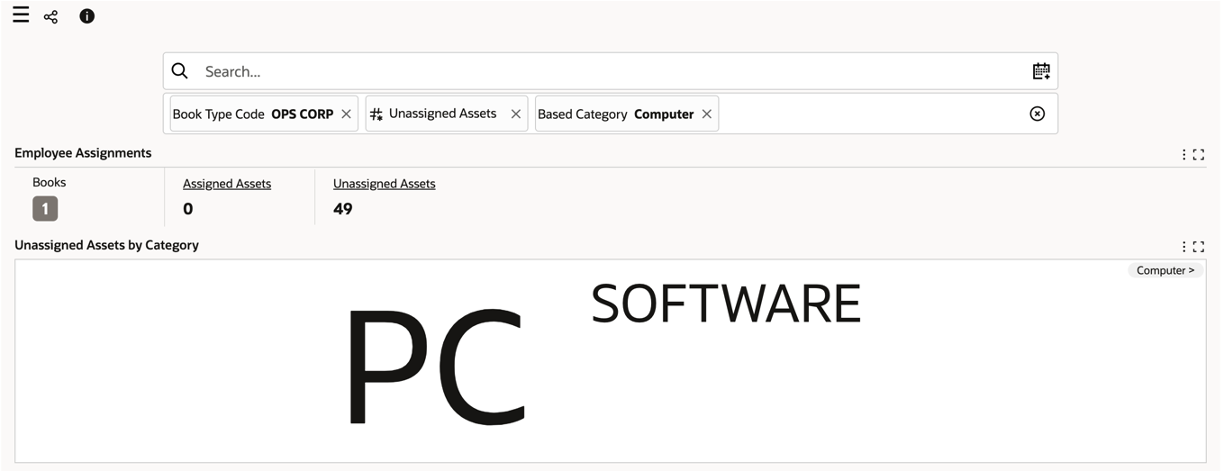 Search...
Book Type Code OPS CORP Unassigned Assets Based Category Computer
Employee Assignments
Books Assigned Assets Unassigned Assets
1 0 49
Unassigned Assets by Category
Computer >
SOFTWARE
PC